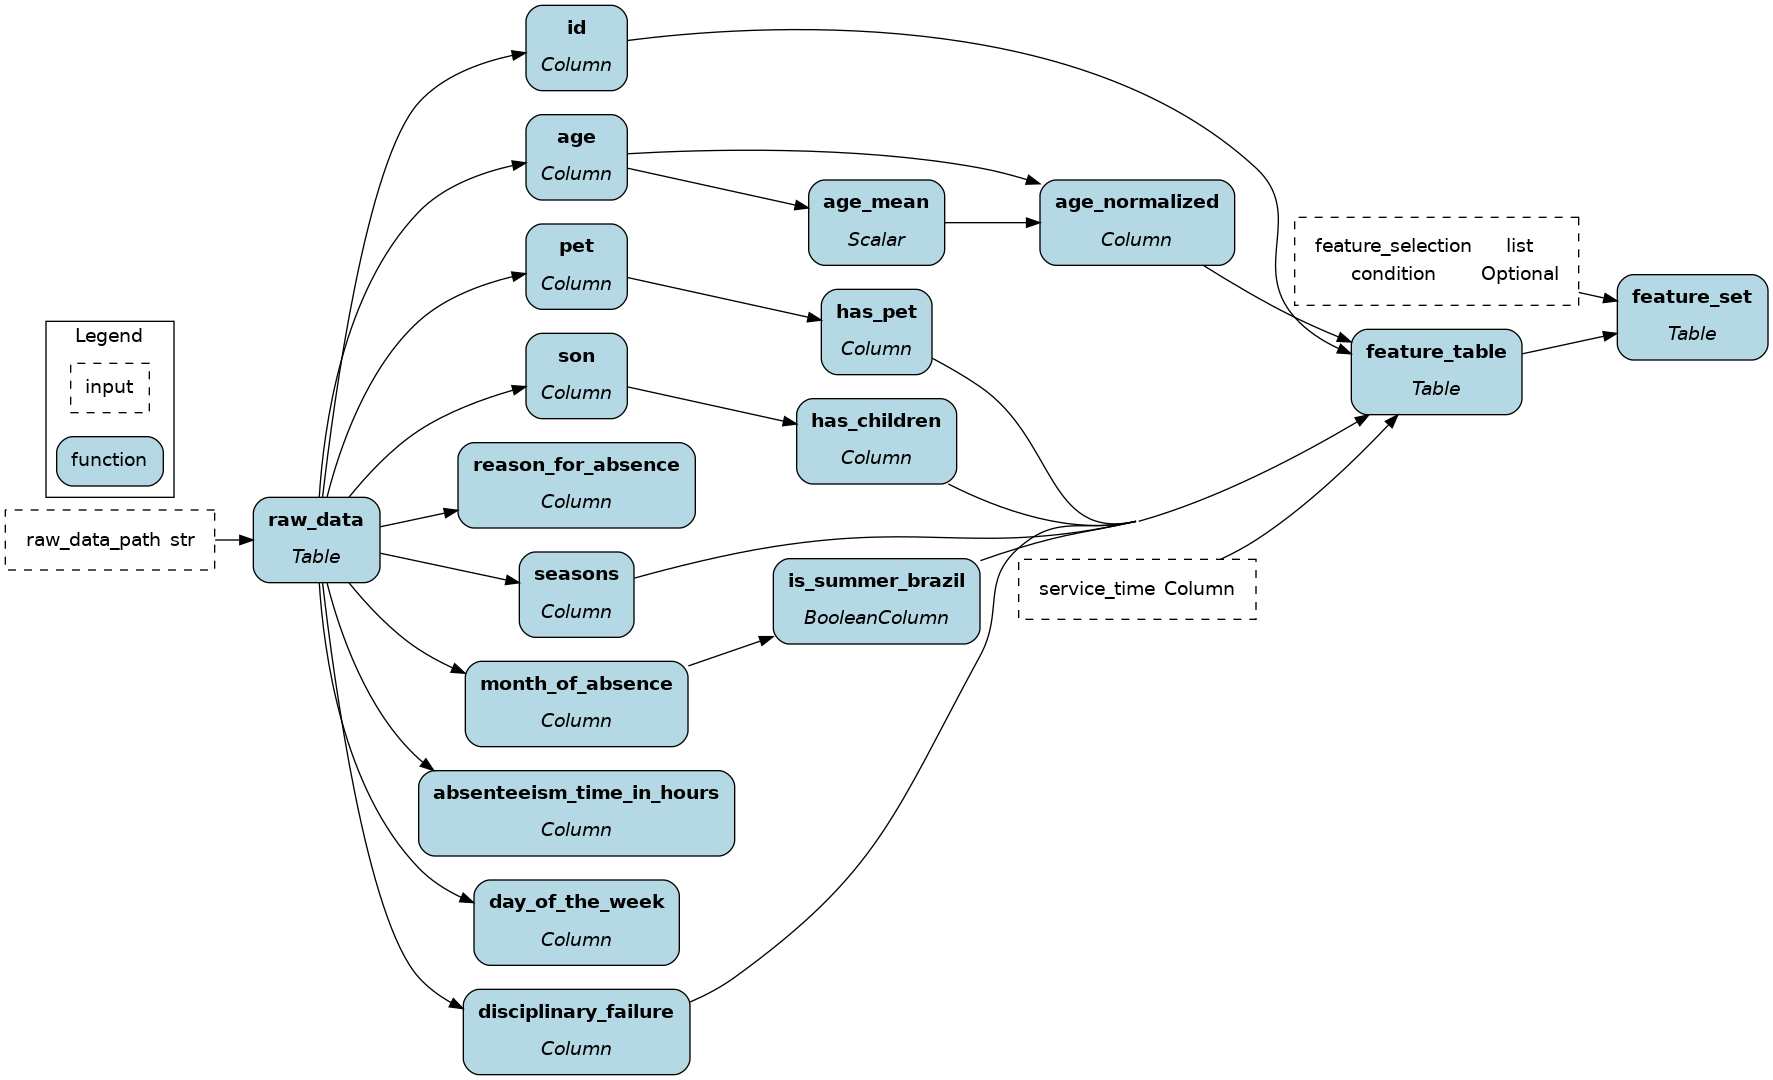 id
Column
age
Column
age_mean
Scalar
age_normalized
Column
pet
Column
has_pet
Column
feature_selection list
condition Optional
feature_set
Table
Legend
input
function
son
Column
has_children
Column
feature_table
Table
reason_for_absence
Column
raw_data_path str
raw_data
Table
seasons
Column
is_summer_brazil
BooleanColumn
service_time Column
month_of_absence
Column
absenteeism_time_in_hours
Column
day_of_the_week
Column
disciplinary_failure
Column